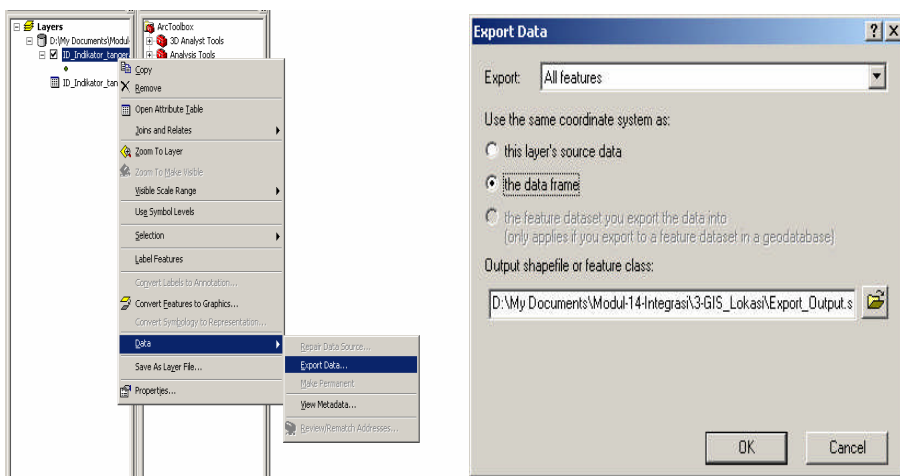 Layers
D:\My Documents\Modul-
ID_Indikator_tanger
ID_Indikator_tan
ArcToolbox
3D Analyst Tools
Analysis Tools
Copy
Remove
Open Attribute Table
Joins and Relates
Zoom To Layer
Zoom To Make Visible
Visible Scale Range
Use Symbol Levels
Selection
Label Features
Convert Labels to Annotation...
Convert Features to Graphics...
Convert Symbology to Representation...
Data
Save As Layer File...
Properties...
Repair Data Source...
Export Data...
Make Permanent
View Metadata...
Review/Rematch Addresses...
Export Data
Export: All features
Use the same coordinate system as:
this layer's source data
the data frame
the feature dataset you export the data into
(only applies if you export to a feature dataset in a geodatabase)
Output shapefile or feature class:
D:\My Documents\Modul-14-Integrasi\3-GIS_Lokasi\Export_Output.s
OK Cancel